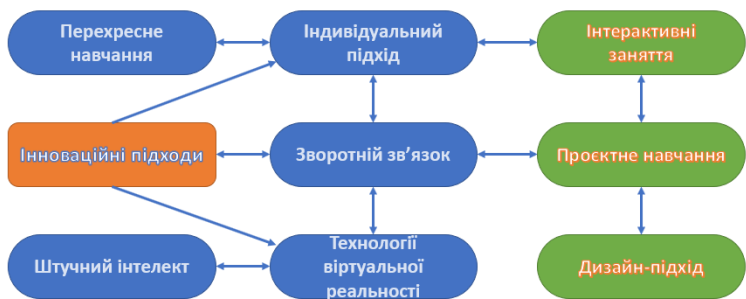 Перехресне
навчання
Індивідуальний
підхід
Інтерактивні
заняття
Інноваційні підходи
Зворотній зв’язок
Проєктне навчання
Штучний інтелект
Технології
віртуальної
реальності
Дизайн-підхід